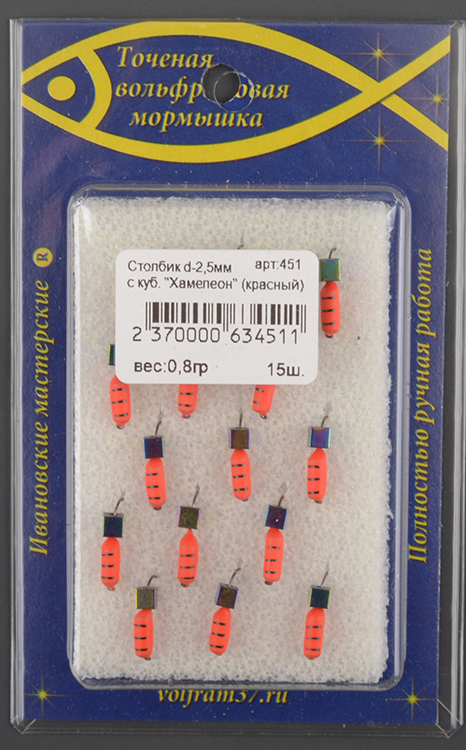 Точеная
вольфрамовая
мормышка
Ивановские мастерские ®
Полностью ручная работа
Столбик d-2,5мм арт:451
с куб. "Хамелеон" (красный)
2 370000 634511
вес:0,8гр 15ш.
volfram37.ru